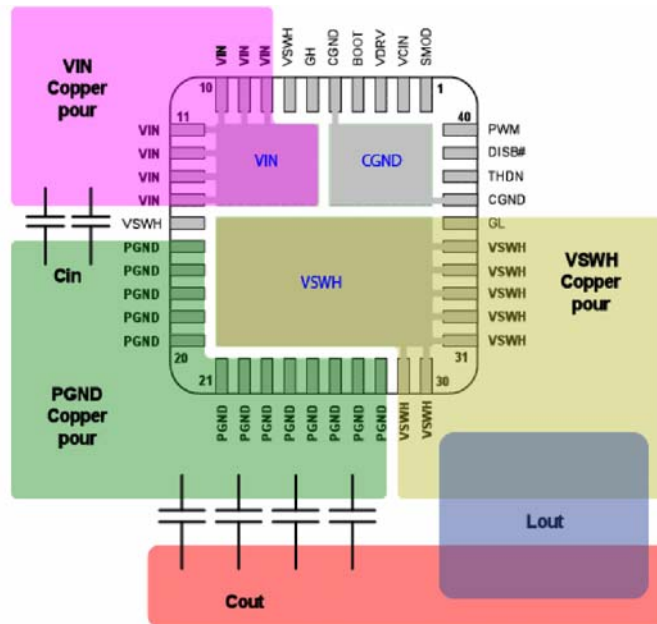 VIN
Copper
pour
VIN
VIN
VIN
VSWH
GH
CGND
BOOT
VDRV
VCIN
SMOD
10
1
11
40
VIN
VIN
VIN
VIN
VSWH
PGND
PGND
PGND
PGND
PGND
VIN
CGND
VSWH
PWM
DISB#
THDN
CGND
GL
VSWH
VSWH
VSWH
VSWH
VSWH
VSWH
Copper
pour
Cin
20
31
21
30
PGND
Copper
pour
PGND
PGND
PGND
PGND
PGND
PGND
PGND
PGND
VSWH
VSWH
Lout
Cout